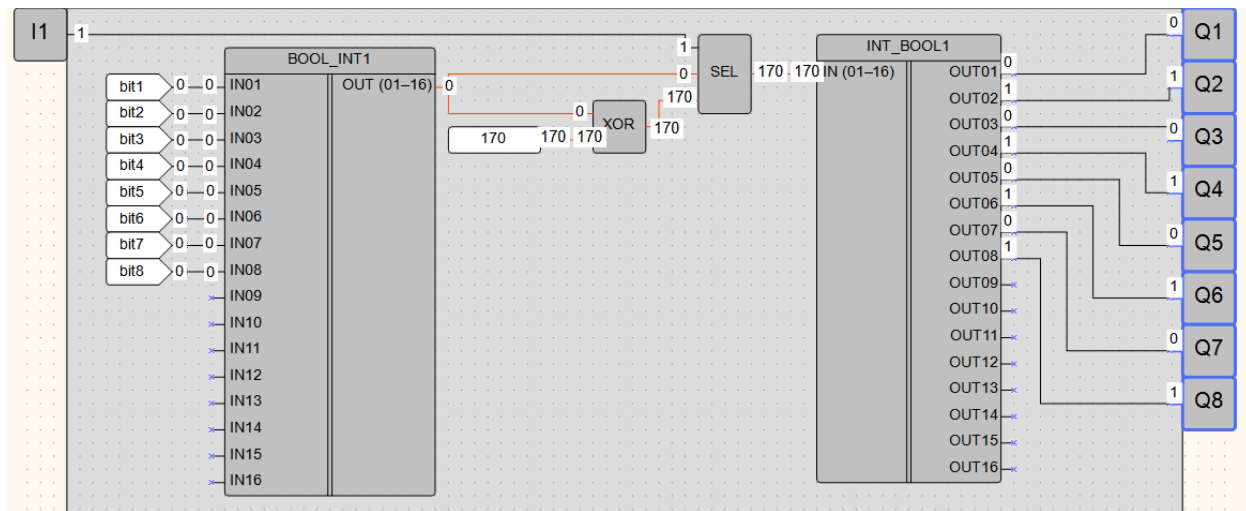 I1 1 0 Q1
BOOL_INT1 1 SEL INT_BOOL1
bit1 0 0 IN01 OUT (01–16) 0 0 170 170 IN (01–16) OUT01 0
bit2 0 0 IN02 170 OUT02 1 1 Q2
bit3 0 0 IN03 170 170 170 0 XOR 170 OUT03 0 0 Q3
bit4 0 0 IN04 OUT04 1
bit5 0 0 IN05 OUT05 0 1 Q4
bit6 0 0 IN06 OUT06 1
bit7 0 0 IN07 OUT07 0 0 Q5
bit8 0 0 IN08 OUT08 1
IN09 OUT09 1 Q6
IN10 OUT10
IN11 OUT11 0 Q7
IN12 OUT12
IN13 OUT13 1 Q8
IN14 OUT14
IN15 OUT15
IN16 OUT16